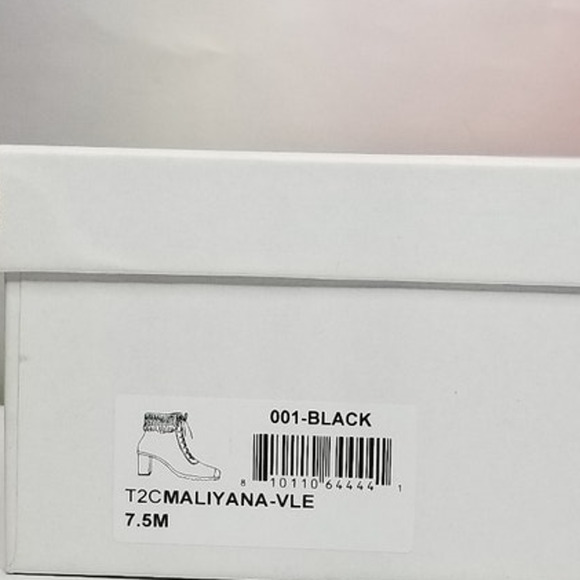 001-BLACK
8 10110 64444 1
T2CMALIYANA-VLE
7.5M